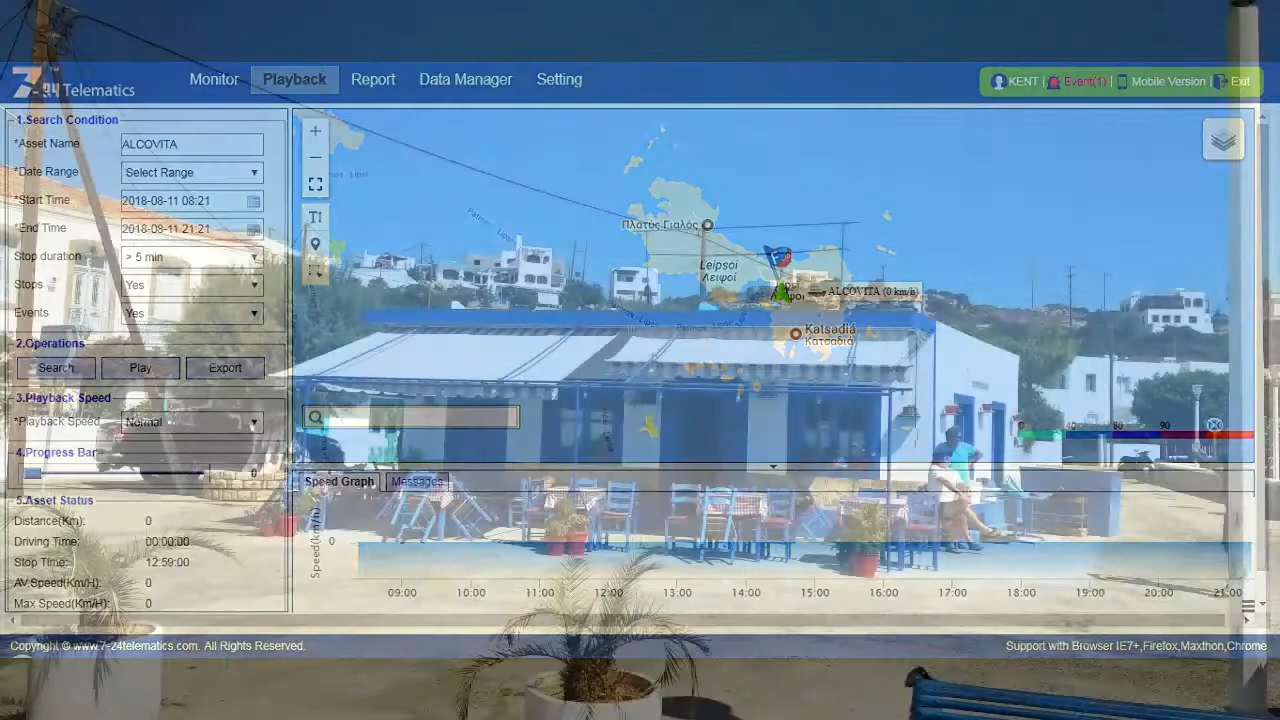 7-24 Telematics
Monitor Playback Report Data Manager Setting
KENT | Event(1) | Mobile Version | Exit
1.Search Condition
*Asset Name ALCOVITA
*Date Range Select Range
*Start Time 2018-08-11 08:21
*End Time 2018-08-11 21:21
Stop duration > 5 min
Stops Yes
Events Yes
2.Operations
Search Play Export
3.Playback Speed
*Playback Speed Normal
4.Progress Bar
0
5.Asset Status
Distance(Km): 0
Driving Time: 00:00:00
Stop Time: 12:59:00
AV.Speed(Km/H): 0
Max Speed(Km/H): 0
Πλατύς Γιαλός
Leipsoi
Λειψοί
ALCOVITA (0 km/h)
Katsadia
Κατσαδιά
0 40 80 90
Speed Graph Messages
Speed(km/h)
0
09:00 10:00 11:00 12:00 13:00 14:00 15:00 16:00 17:00 18:00 19:00 20:00 21:00
Copyright © www.7-24telematics.com. All Rights Reserved.
Support with Browser IE7+,Firefox,Maxthon,Chrome